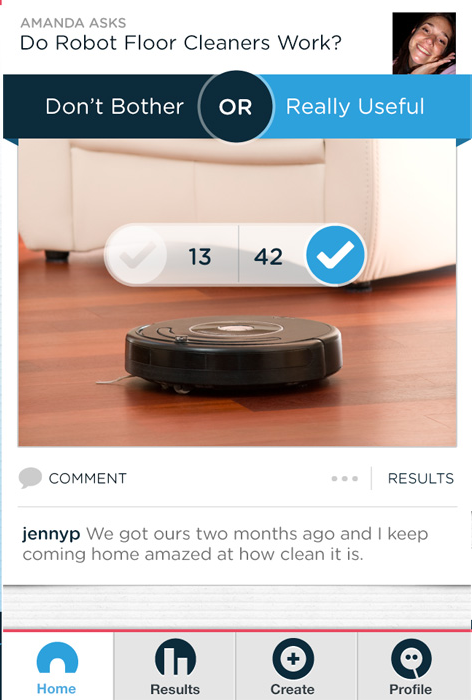 AMANDA ASKS
Do Robot Floor Cleaners Work?
Don't Bother OR Really Useful
13 42
COMMENT RESULTS
jennyp We got ours two months ago and I keep
coming home amazed at how clean it is.
Home Results Create Profile